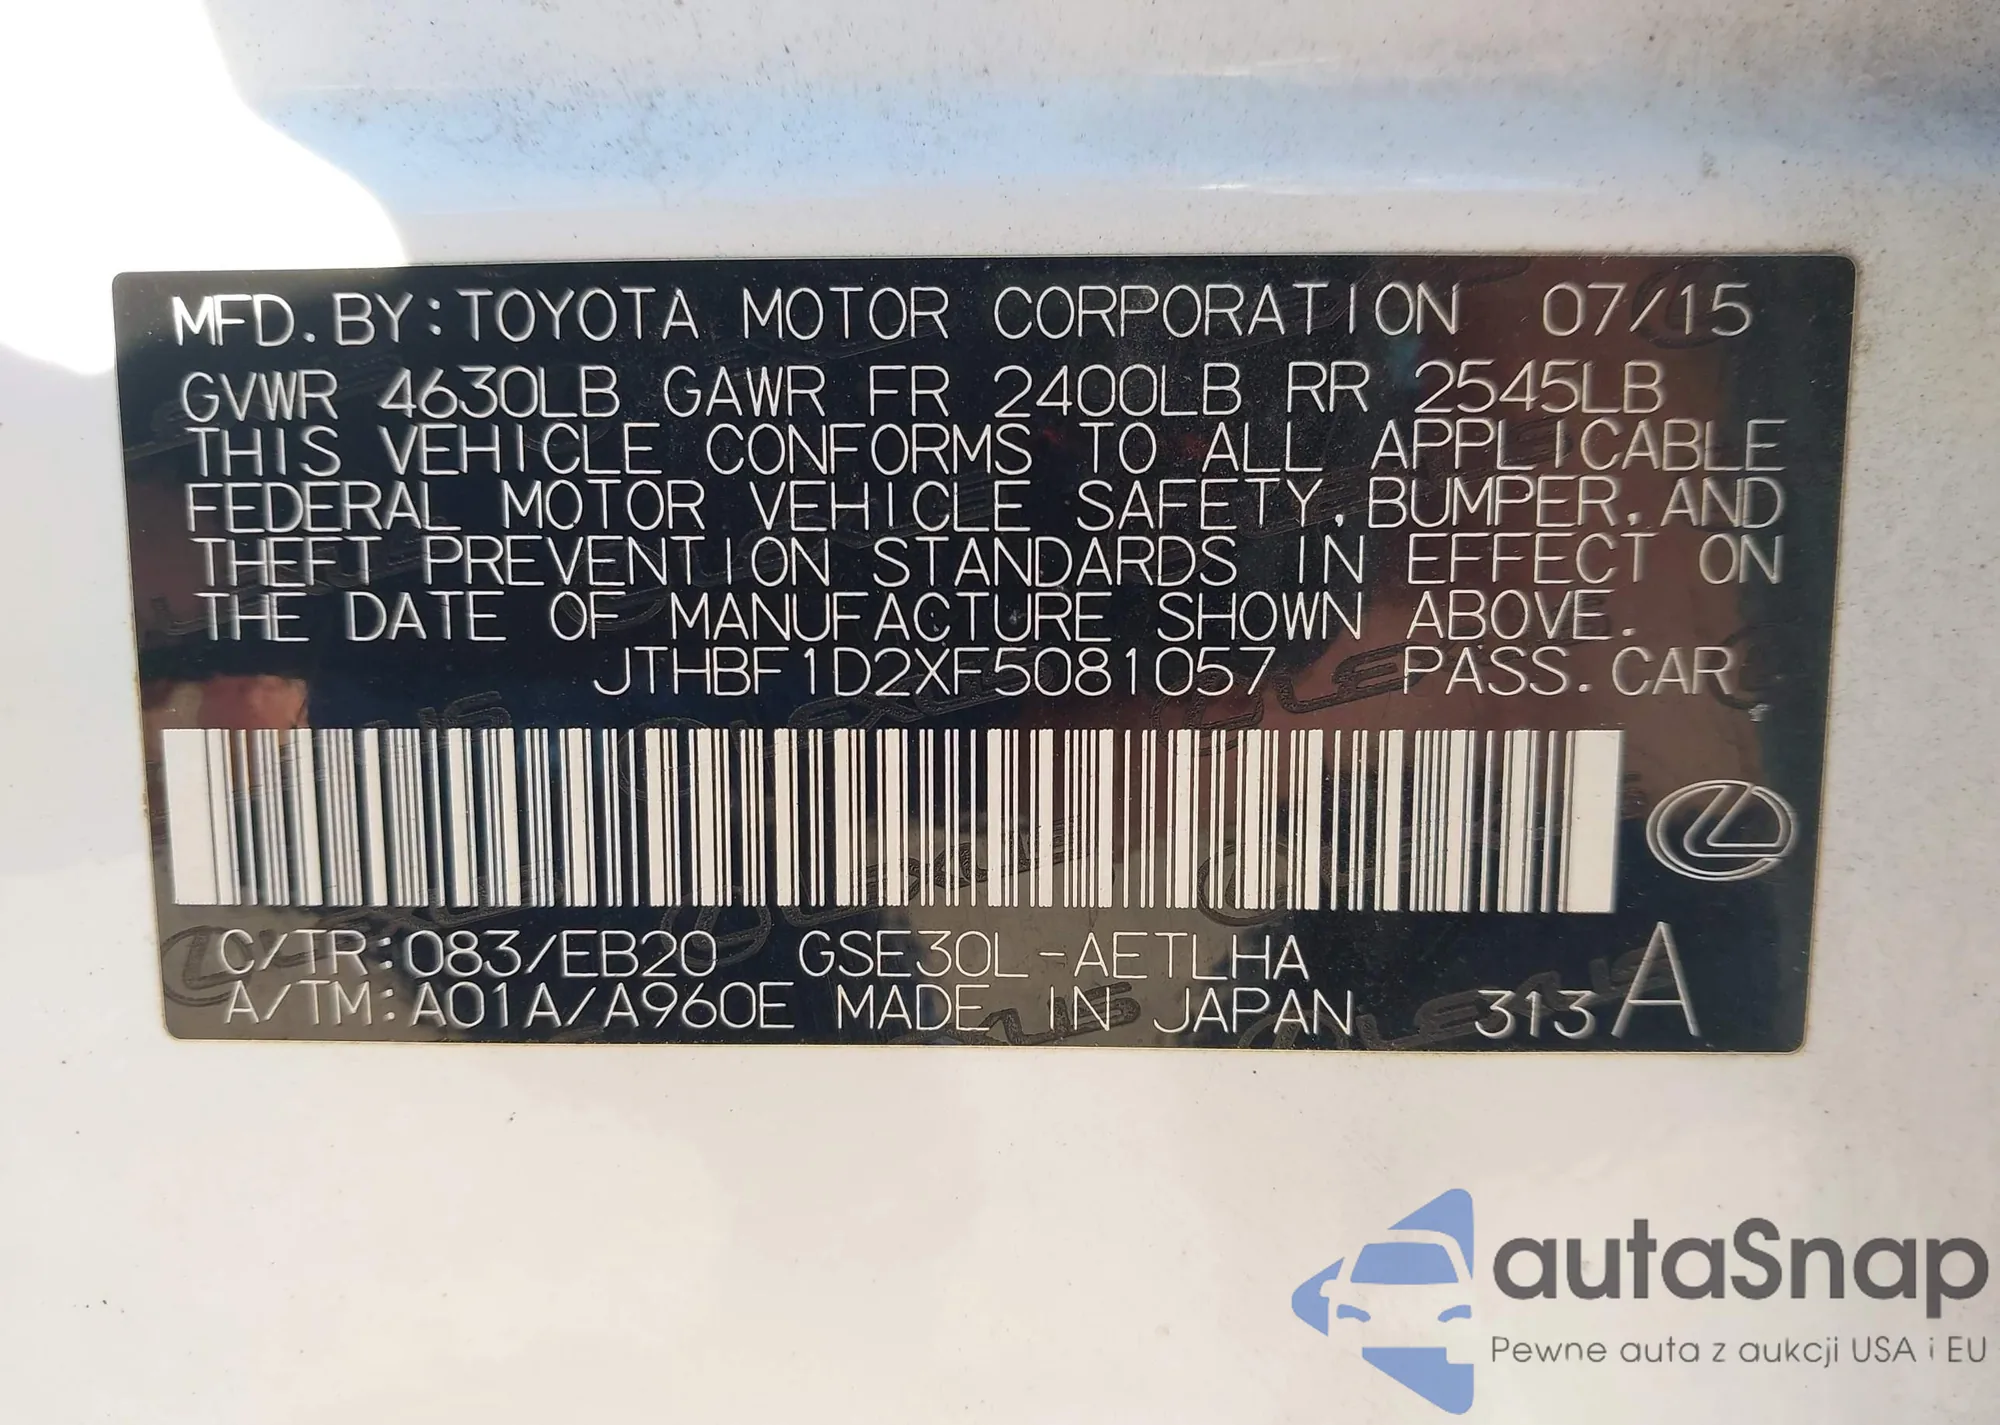 MFD. BY: TOYOTA MOTOR CORPORATION 07/15
GVWR 4630LB GAWR FR 2400LB RR 2545LB
THIS VEHICLE CONFORMS TO ALL APPLICABLE
FEDERAL MOTOR VEHICLE SAFETY, BUMPER, AND
THEFT PREVENTION STANDARDS IN EFFECT ON
THE DATE OF MANUFACTURE SHOWN ABOVE.
JTHBF1D2XF5081057 PASS. CAR
C/TR: 083/EB20 GSE30L-AETLHA
A/TM: A01A/A960E MADE IN JAPAN 313 A
autaSnap
Pewne auta z aukcji USA i EU